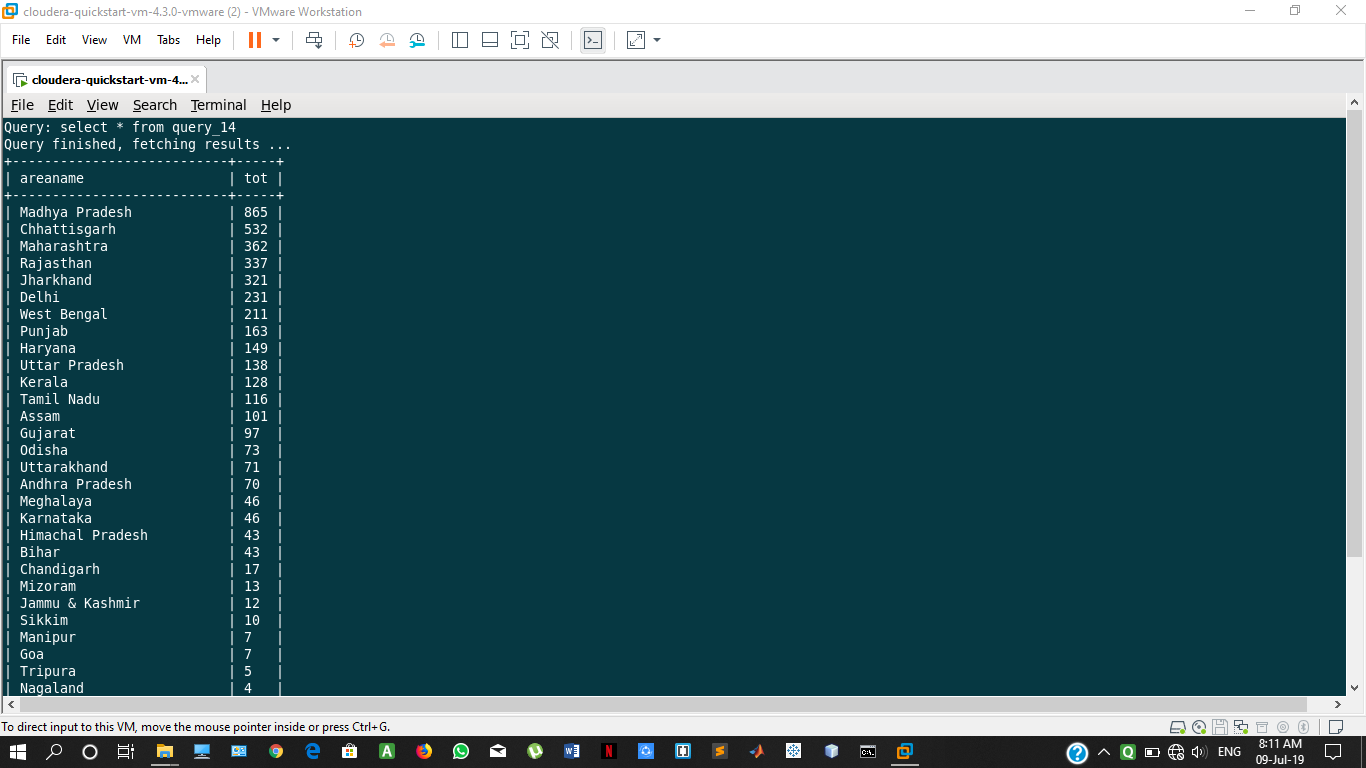 cloudera-quickstart-vm-4.3.0-vmware (2) - VMware Workstation
File Edit View VM Tabs Help
cloudera-quickstart-vm-4...
File Edit View Search Terminal Help
Query: select * from query_14
Query finished, fetching results ...
+---------------------------+-----+
| areaname | tot |
+---------------------------+-----+
| Madhya Pradesh | 865 |
| Chhattisgarh | 532 |
| Maharashtra | 362 |
| Rajasthan | 337 |
| Jharkhand | 321 |
| Delhi | 231 |
| West Bengal | 211 |
| Punjab | 163 |
| Haryana | 149 |
| Uttar Pradesh | 138 |
| Kerala | 128 |
| Tamil Nadu | 116 |
| Assam | 101 |
| Gujarat | 97 |
| Odisha | 73 |
| Uttarakhand | 71 |
| Andhra Pradesh | 70 |
| Meghalaya | 46 |
| Karnataka | 46 |
| Himachal Pradesh | 43 |
| Bihar | 43 |
| Chandigarh | 17 |
| Mizoram | 13 |
| Jammu & Kashmir | 12 |
| Sikkim | 10 |
| Manipur | 7 |
| Goa | 7 |
| Tripura | 5 |
| Nagaland | 4 |
To direct input to this VM, move the mouse pointer inside or press Ctrl+G.
ENG
8:11 AM
09-Jul-19